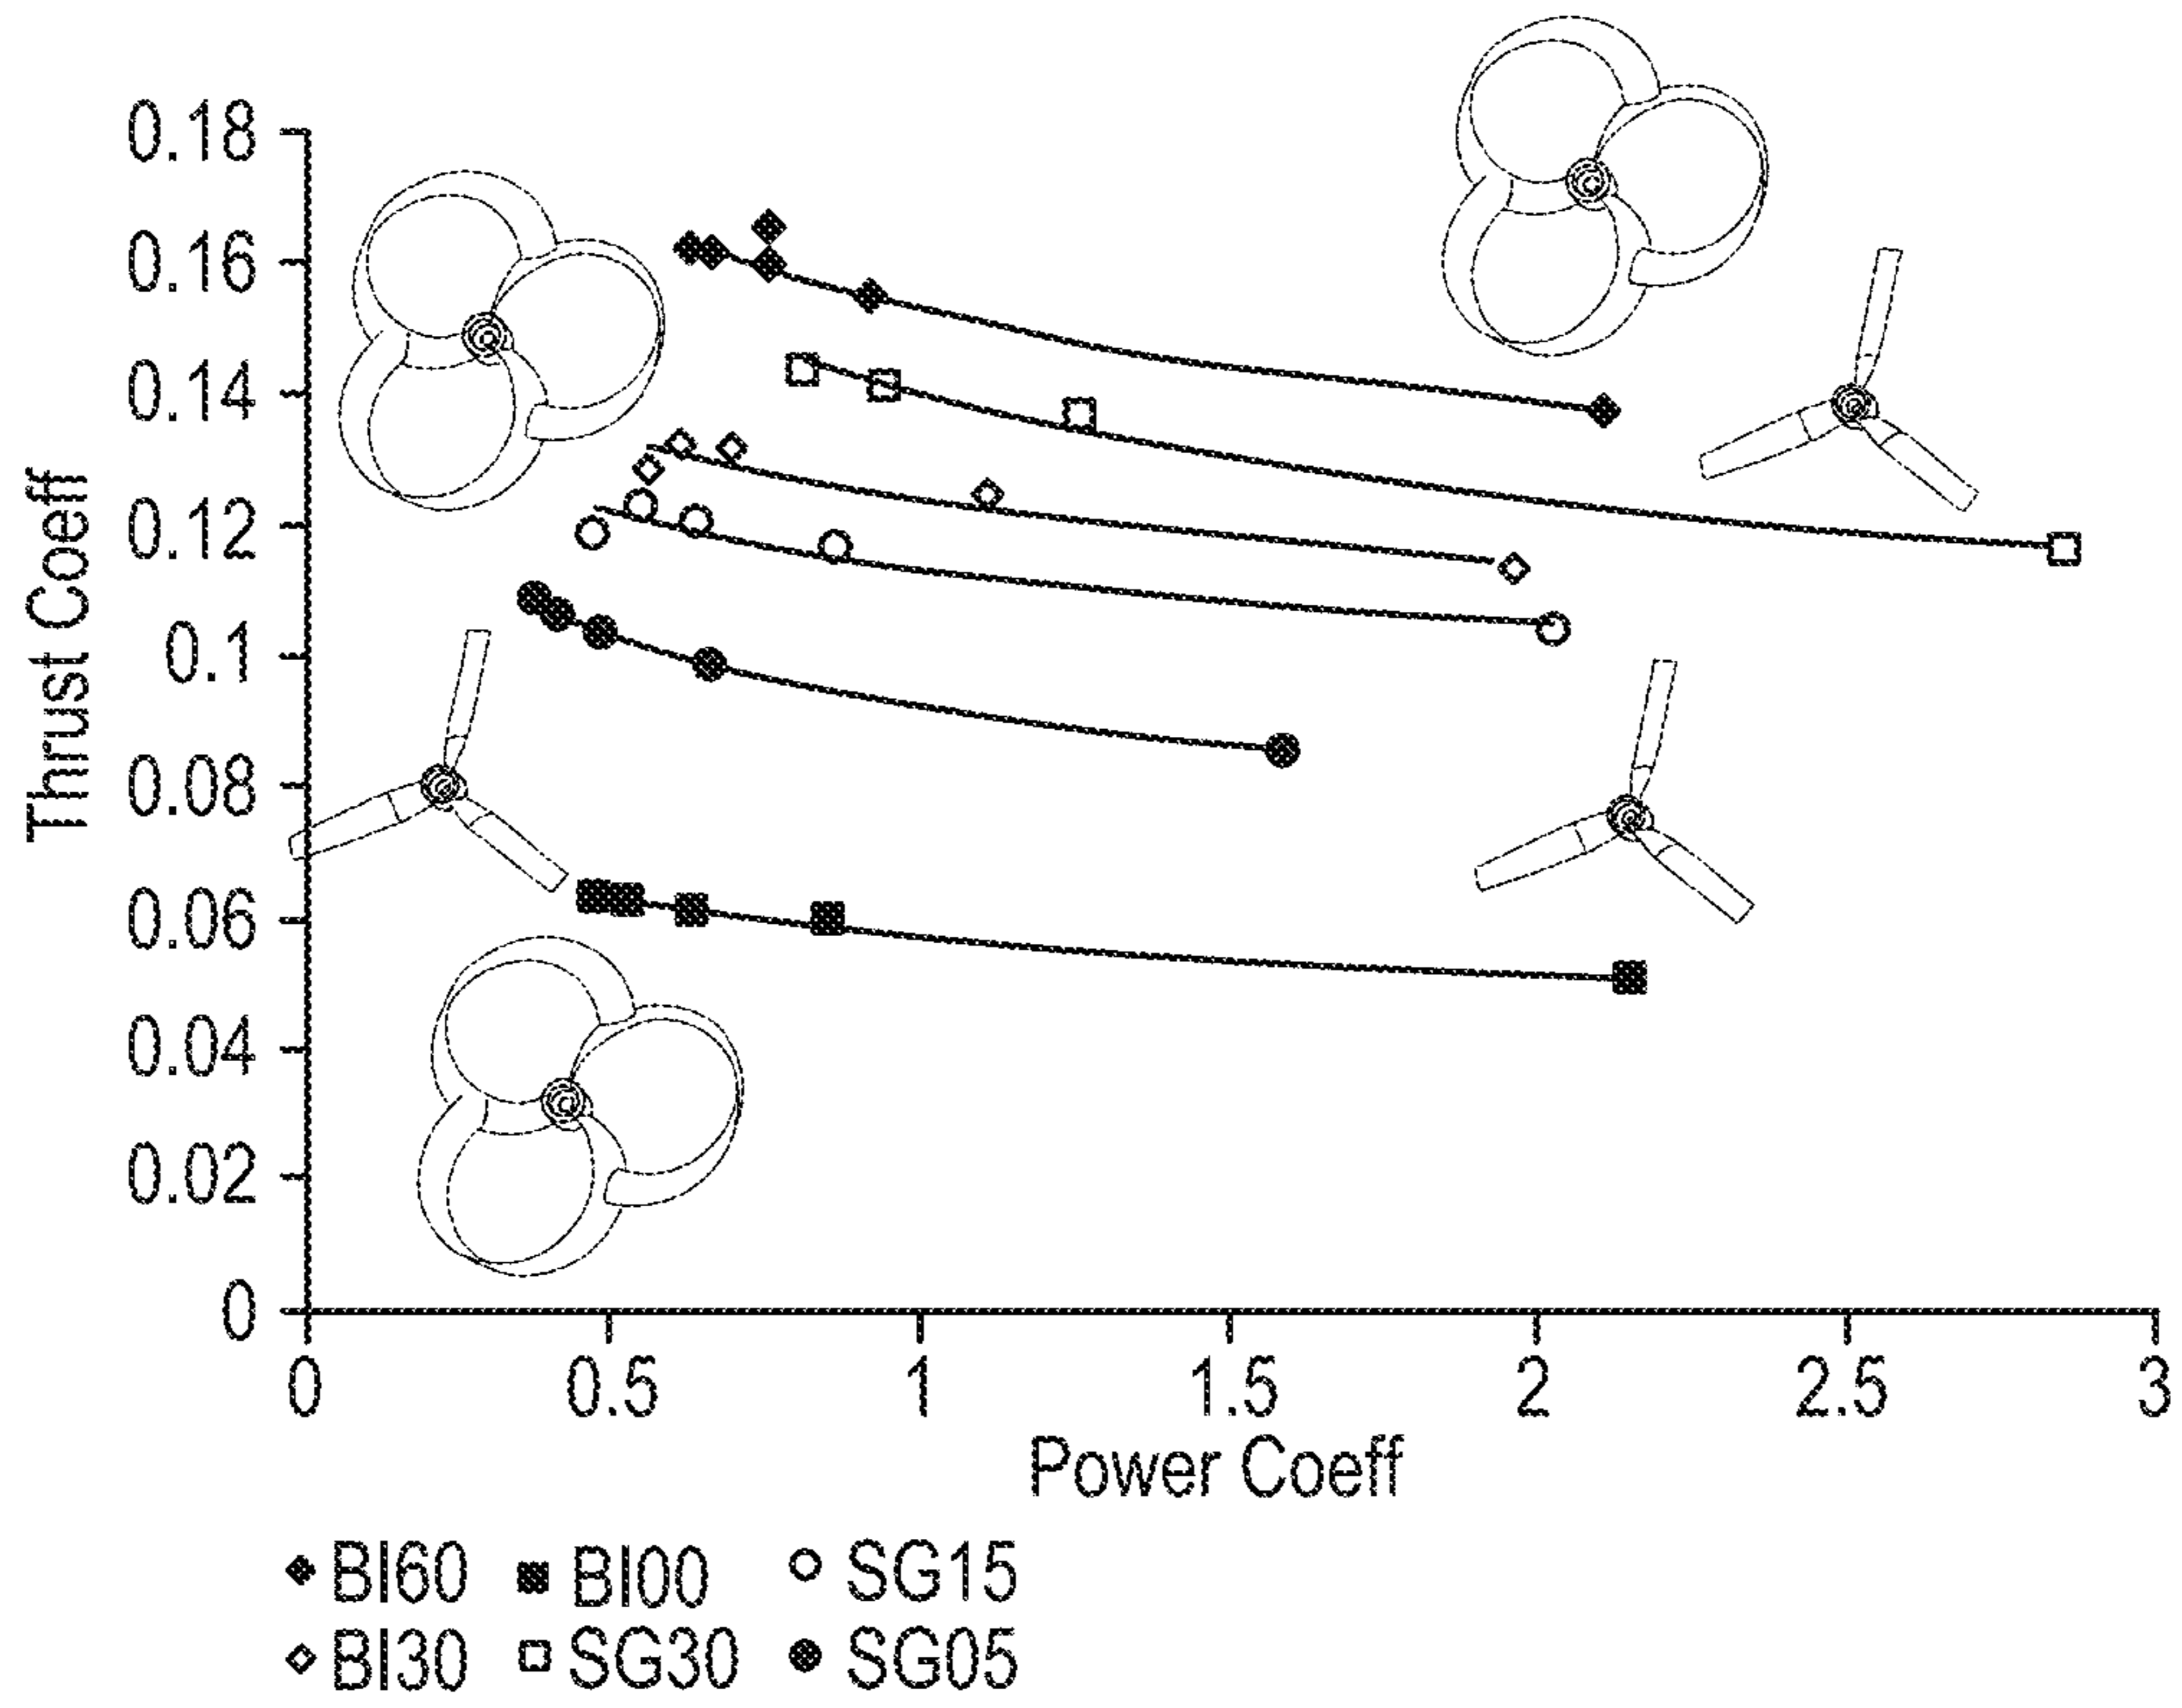 0.18
0.16
0.14
0.12
0.1
0.08
0.06
0.04
0.02
0
Thrust Coeff
0 0.5 1 1.5 2 2.5 3
Power Coeff
BI60 BI00 SG15
BI30 SG30 SG05